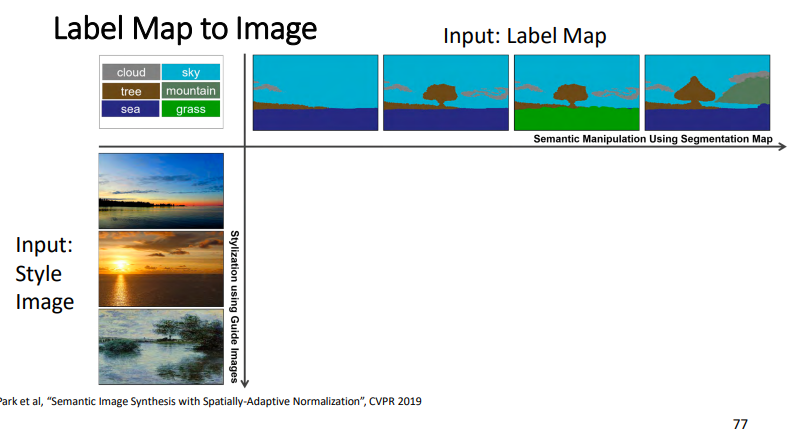 Label Map to Image
Input: Label Map
cloud sky
tree mountain
sea grass
Semantic Manipulation Using Segmentation Map
Input:
Style
Image
Stylization using Guide Images
Park et al, “Semantic Image Synthesis with Spatially-Adaptive Normalization”, CVPR 2019
77